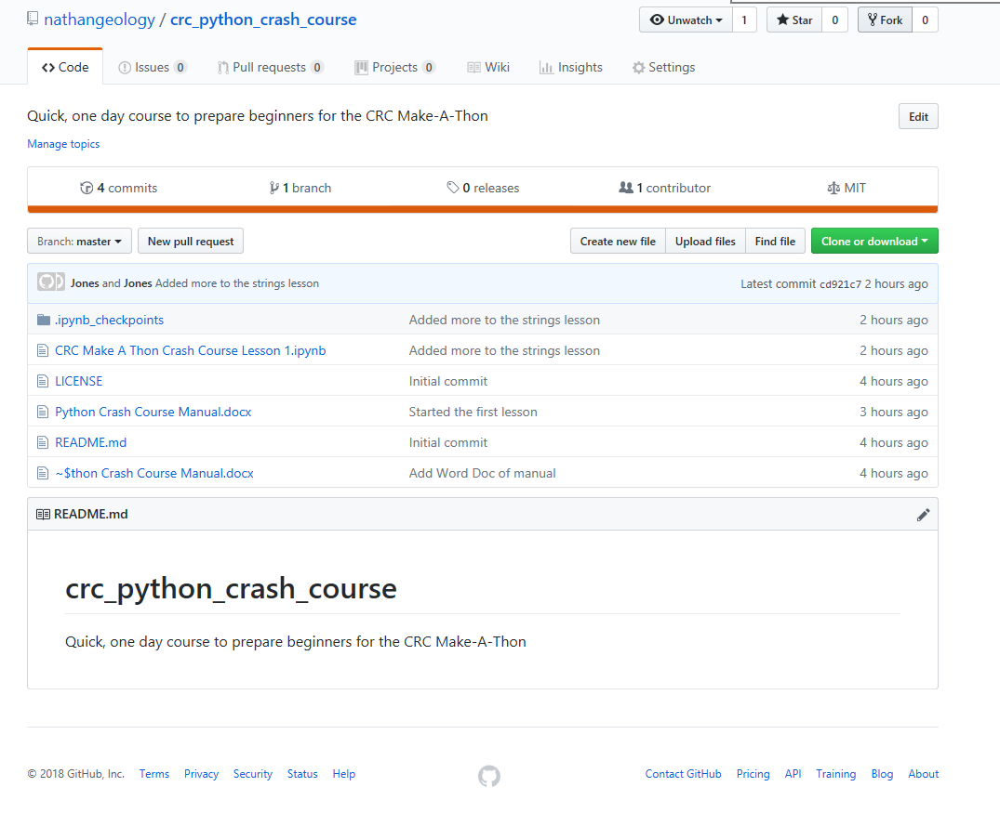 nathangeology / crc_python_crash_course
Unwatch 1 Star 0 Fork 0
Code Issues 0 Pull requests 0 Projects 0 Wiki Insights Settings
Quick, one day course to prepare beginners for the CRC Make-A-Thon Edit
Manage topics
4 commits 1 branch 0 releases 1 contributor MIT
Branch: master New pull request Create new file Upload files Find file Clone or download
Jones and Jones Added more to the strings lesson Latest commit cd921c7 2 hours ago
.ipynb_checkpoints Added more to the strings lesson 2 hours ago
CRC Make A Thon Crash Course Lesson 1.ipynb Added more to the strings lesson 2 hours ago
LICENSE Initial commit 4 hours ago
Python Crash Course Manual.docx Started the first lesson 3 hours ago
README.md Initial commit 4 hours ago
~$thon Crash Course Manual.docx Add Word Doc of manual 4 hours ago
README.md
crc_python_crash_course
Quick, one day course to prepare beginners for the CRC Make-A-Thon
© 2018 GitHub, Inc. Terms Privacy Security Status Help Contact GitHub Pricing API Training Blog About